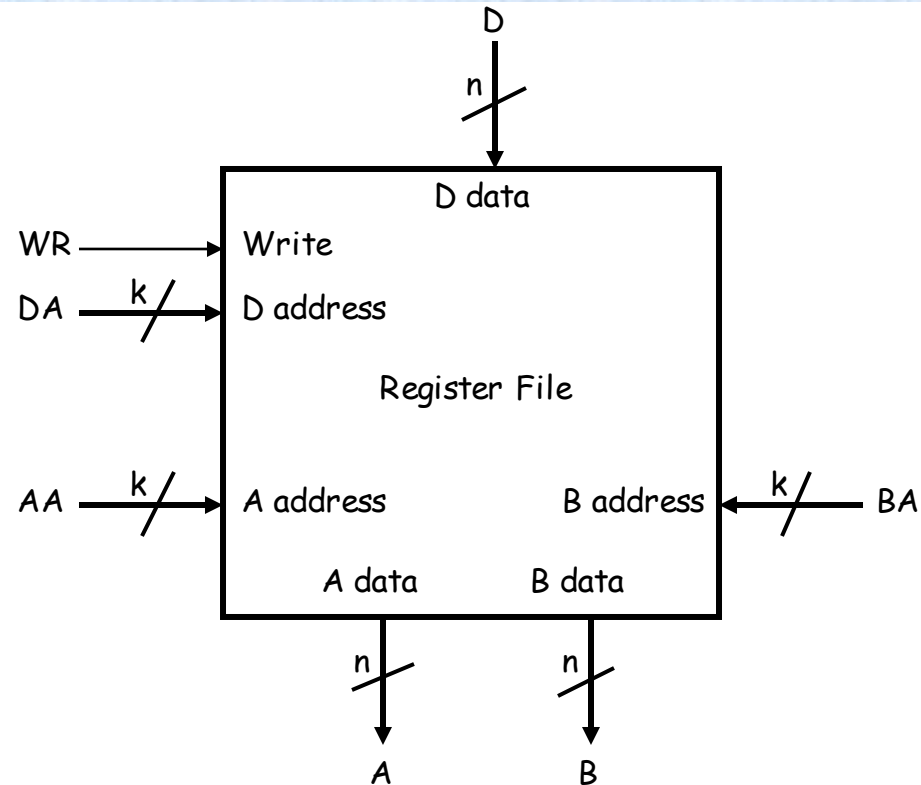 D
n
D data
WR
Write
DA
k
D address
Register File
AA
k
A address
B address
k
BA
A data
B data
n
n
A
B